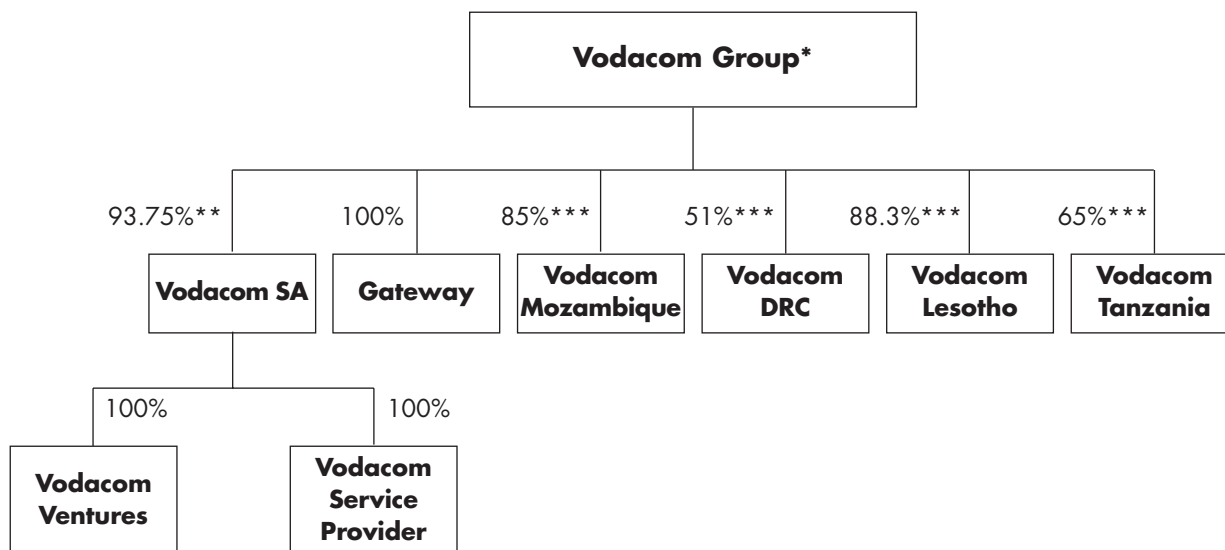 Vodacom Group*
93.75%**
100%
85%***
51%***
88.3%***
65%***
Vodacom SA
Gateway
Vodacom
Mozambique
Vodacom
DRC
Vodacom
Lesotho
Vodacom
Tanzania
100%
100%
Vodacom
Ventures
Vodacom
Service
Provider